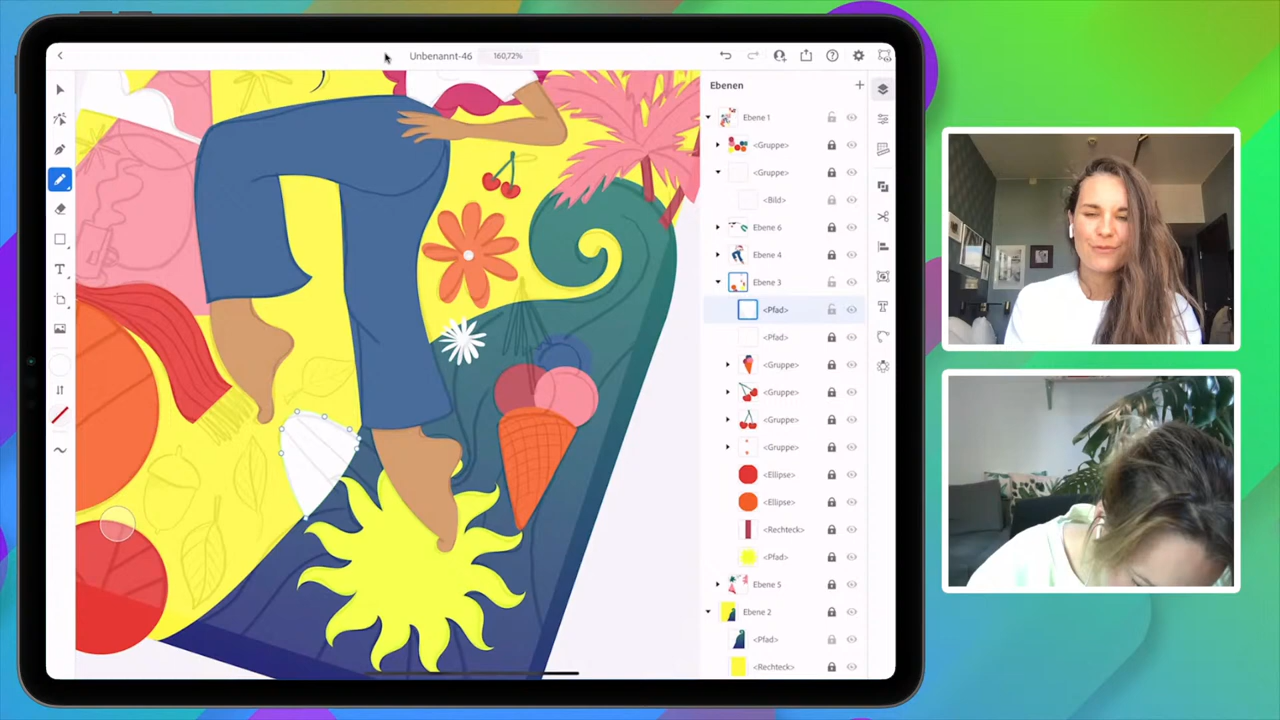 Unbenannt-46
160,72%
Ebenen
Ebene 1
<Gruppe>
<Gruppe>
<Bild>
Ebene 6
Ebene 4
Ebene 3
<Pfad>
<Pfad>
<Gruppe>
<Gruppe>
<Gruppe>
<Gruppe>
<Ellipse>
<Ellipse>
<Rechteck>
<Pfad>
Ebene 5
Ebene 2
<Pfad>
<Rechteck>